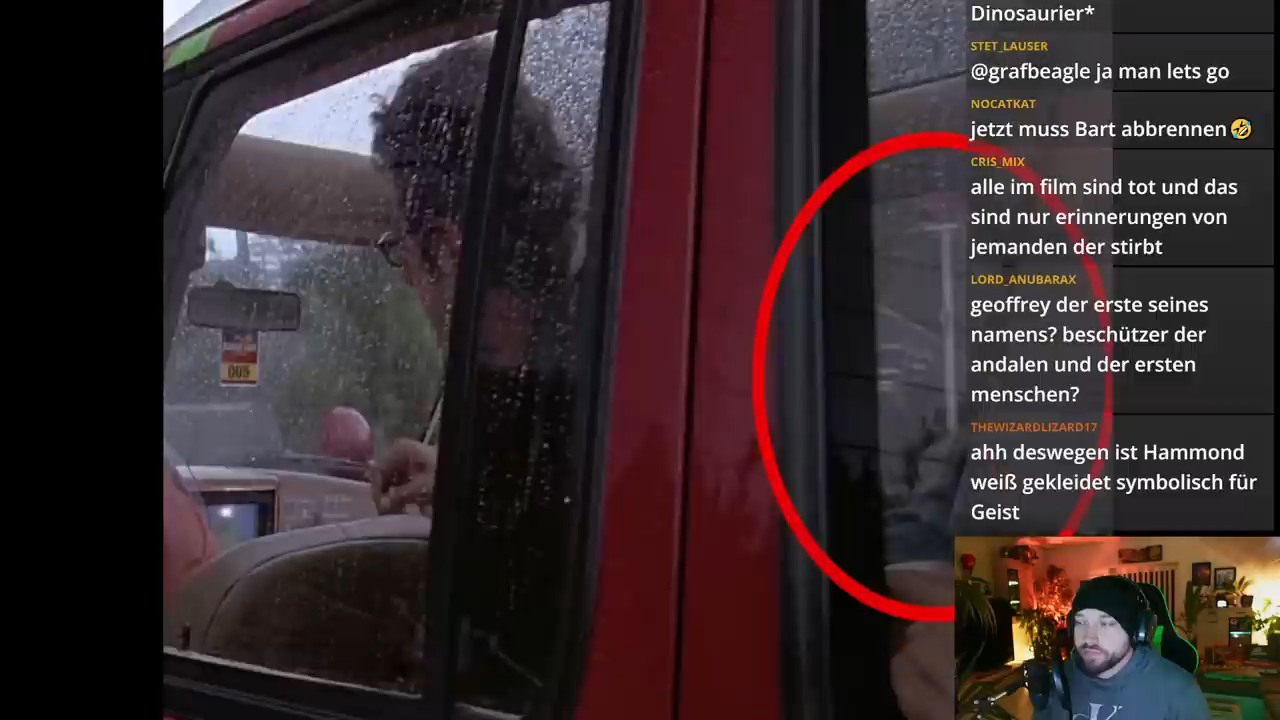 Dinosaurier*
STET_LAUSER
@grafbeagle ja man lets go
NOCATKAT
jetzt muss Bart abbrennen🤣
CRIS_MIX
alle im film sind tot und das
sind nur erinnerungen von
jemanden der stirbt
LORD_ANUBARAX
geoffrey der erste seines
namens? beschützer der
andalen und der ersten
menschen?
THEWIZARDLIZARD17
ahh deswegen ist Hammond
weiß gekleidet symbolisch für
Geist
009